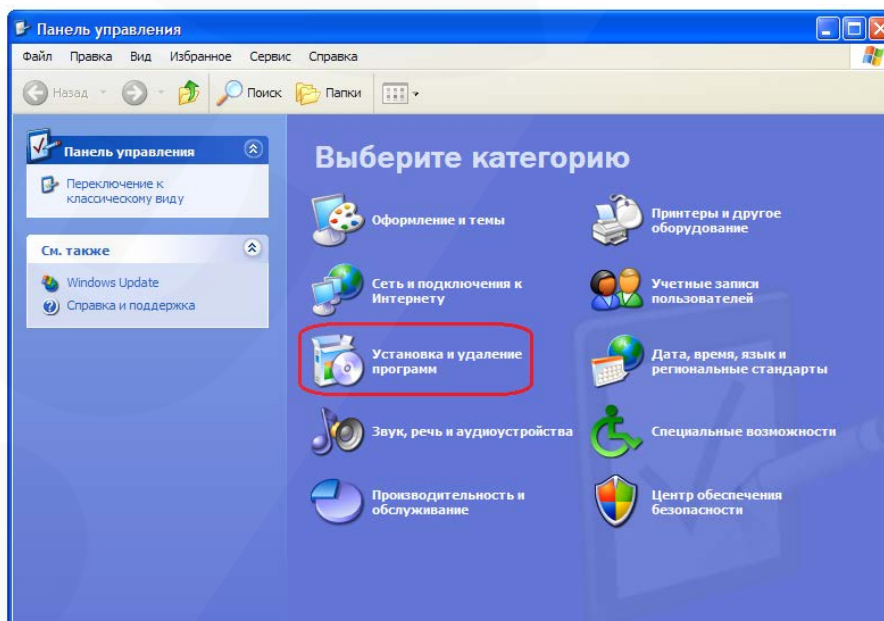 Панель управления
Файл Правка Вид Избранное Сервис Справка
Назад Поиск Папки
Панель управления
Переключение к
классическому виду
См. также
Windows Update
Справка и поддержка
Выберите категорию
Оформление и темы
Принтеры и другое
оборудование
Сеть и подключения к
Интернету
Учетные записи
пользователей
Установка и удаление
программ
Дата, время, язык и
региональные стандарты
Звук, речь и аудиоустройства
Специальные возможности
Производительность и
обслуживание
Центр обеспечения
безопасности